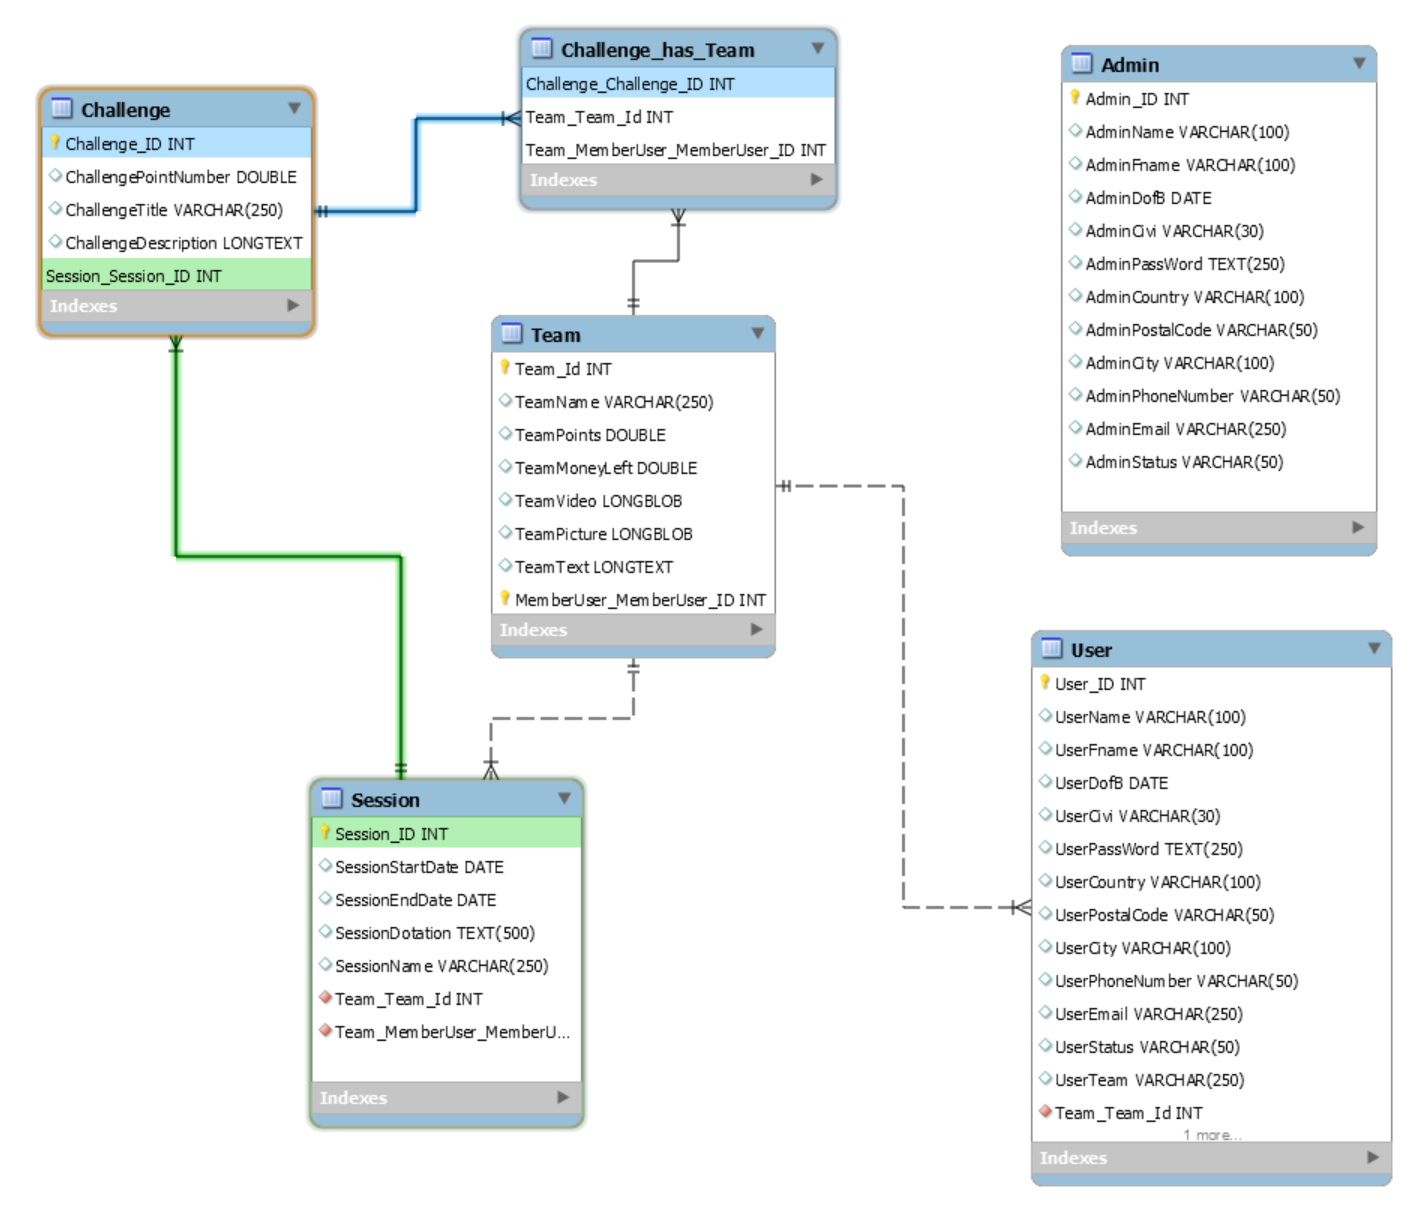 Challenge
Challenge_ID INT
ChallengePointNumber DOUBLE
ChallengeTitle VARCHAR(250)
ChallengeDescription LONGTEXT
Session_Session_ID INT
Indexes
Challenge_has_Team
Challenge_Challenge_ID INT
Team_Team_Id INT
Team_MemberUser_MemberUser_ID INT
Indexes
Admin
Admin_ID INT
AdminName VARCHAR(100)
AdminFname VARCHAR(100)
AdminDofB DATE
AdminCivi VARCHAR(30)
AdminPassWord TEXT(250)
AdminCountry VARCHAR(100)
AdminPostalCode VARCHAR(50)
AdminCity VARCHAR(100)
AdminPhoneNumber VARCHAR(50)
AdminEmail VARCHAR(250)
AdminStatus VARCHAR(50)
Indexes
Team
Team_Id INT
TeamName VARCHAR(250)
TeamPoints DOUBLE
TeamMoneyLeft DOUBLE
TeamVideo LONGBLOB
TeamPicture LONGBLOB
TeamText LONGTEXT
MemberUser_MemberUser_ID INT
Indexes
Session
Session_ID INT
SessionStartDate DATE
SessionEndDate DATE
SessionDotation TEXT(500)
SessionName VARCHAR(250)
Team_Team_Id INT
Team_MemberUser_MemberU...
Indexes
User
User_ID INT
UserName VARCHAR(100)
UserFname VARCHAR(100)
UserDofB DATE
UserCivi VARCHAR(30)
UserPassWord TEXT(250)
UserCountry VARCHAR(100)
UserPostalCode VARCHAR(50)
UserCity VARCHAR(100)
UserPhoneNumber VARCHAR(50)
UserEmail VARCHAR(250)
UserStatus VARCHAR(50)
UserTeam VARCHAR(250)
Team_Team_Id INT
1 more...
Indexes